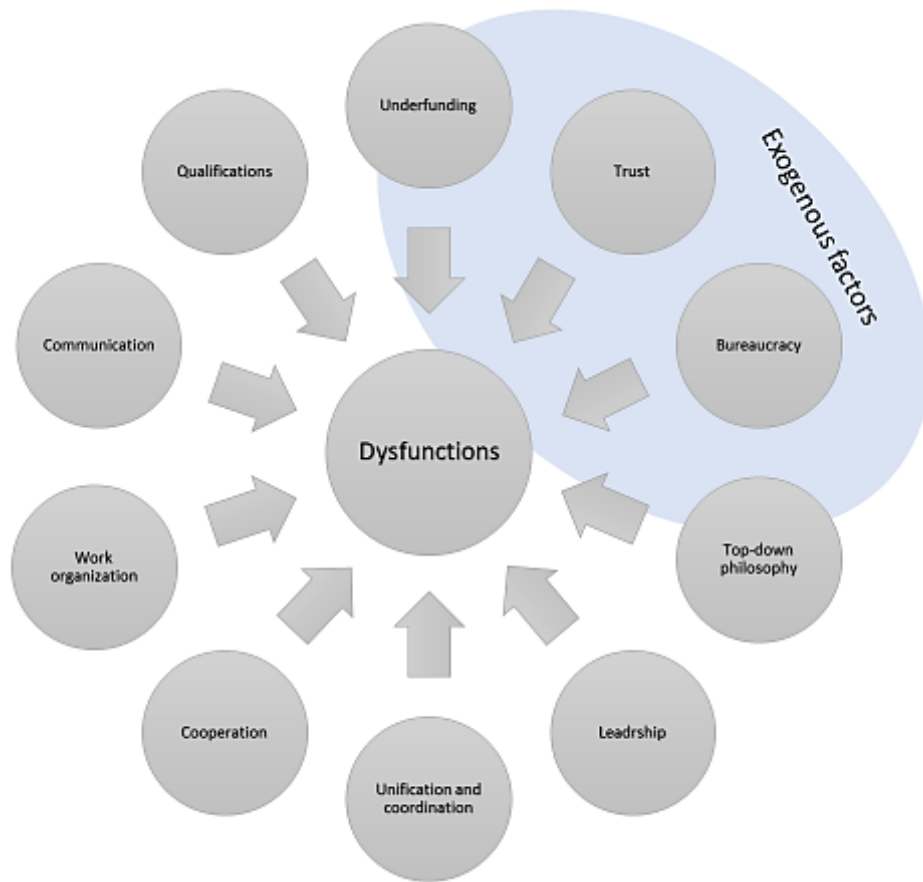 Underfunding
Trust
Exogenous factors
Bureaucracy
Top-down
philosophy
Leadrship
Unification and
coordination
Cooperation
Work
organization
Communication
Qualifications
Dysfunctions